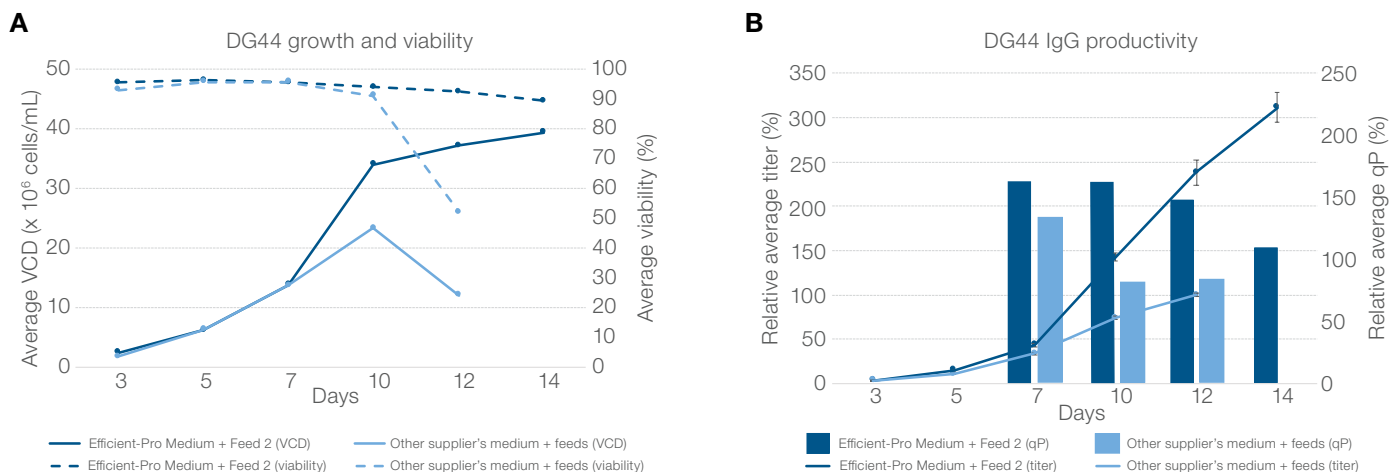 A
DG44 growth and viability
Average VCD (x 10⁶ cells/mL)
50
40
30
20
10
0
100
90
80
70
60
50
40
30
20
10
0
Average viability (%)
3 5 7 10 12 14
Days
Efficient-Pro Medium + Feed 2 (VCD)
Other supplier's medium + feeds (VCD)
Efficient-Pro Medium + Feed 2 (viability)
Other supplier's medium + feeds (viability)
B
DG44 IgG productivity
Relative average titer (%)
350
300
250
200
150
100
50
0
250
200
150
100
50
0
Relative average qP (%)
3 5 7 10 12 14
Days
Efficient-Pro Medium + Feed 2 (qP)
Other supplier's medium + feeds (qP)
Efficient-Pro Medium + Feed 2 (titer)
Other supplier's medium + feeds (titer)